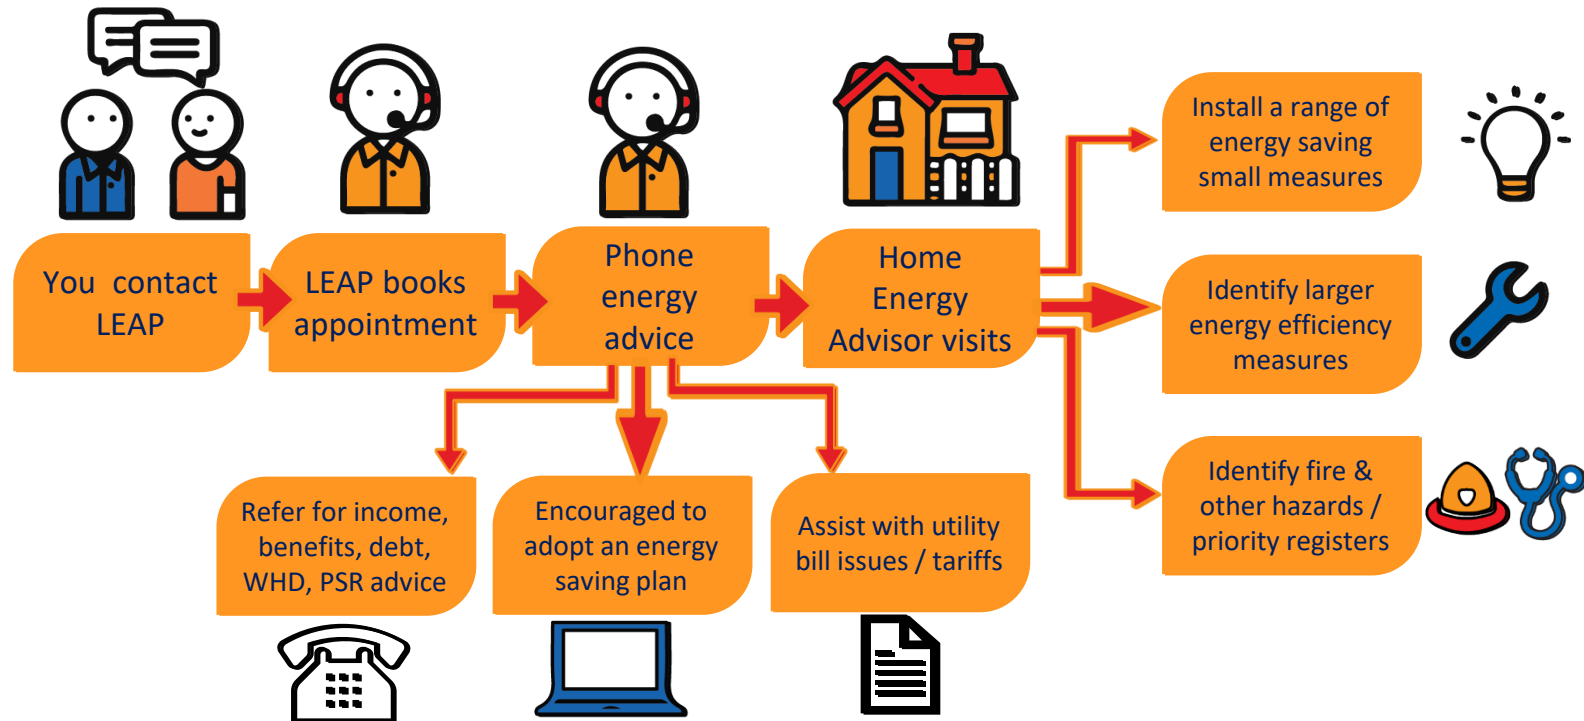 You contact
LEAP
LEAP books
appointment
Phone
energy
advice
Home
Energy
Advisor visits
Install a range of
energy saving
small measures
Identify larger
energy efficiency
measures
Identify fire &
other hazards /
priority registers
Refer for income,
benefits, debt,
WHD, PSR advice
Encouraged to
adopt an energy
saving plan
Assist with utility
bill issues / tariffs